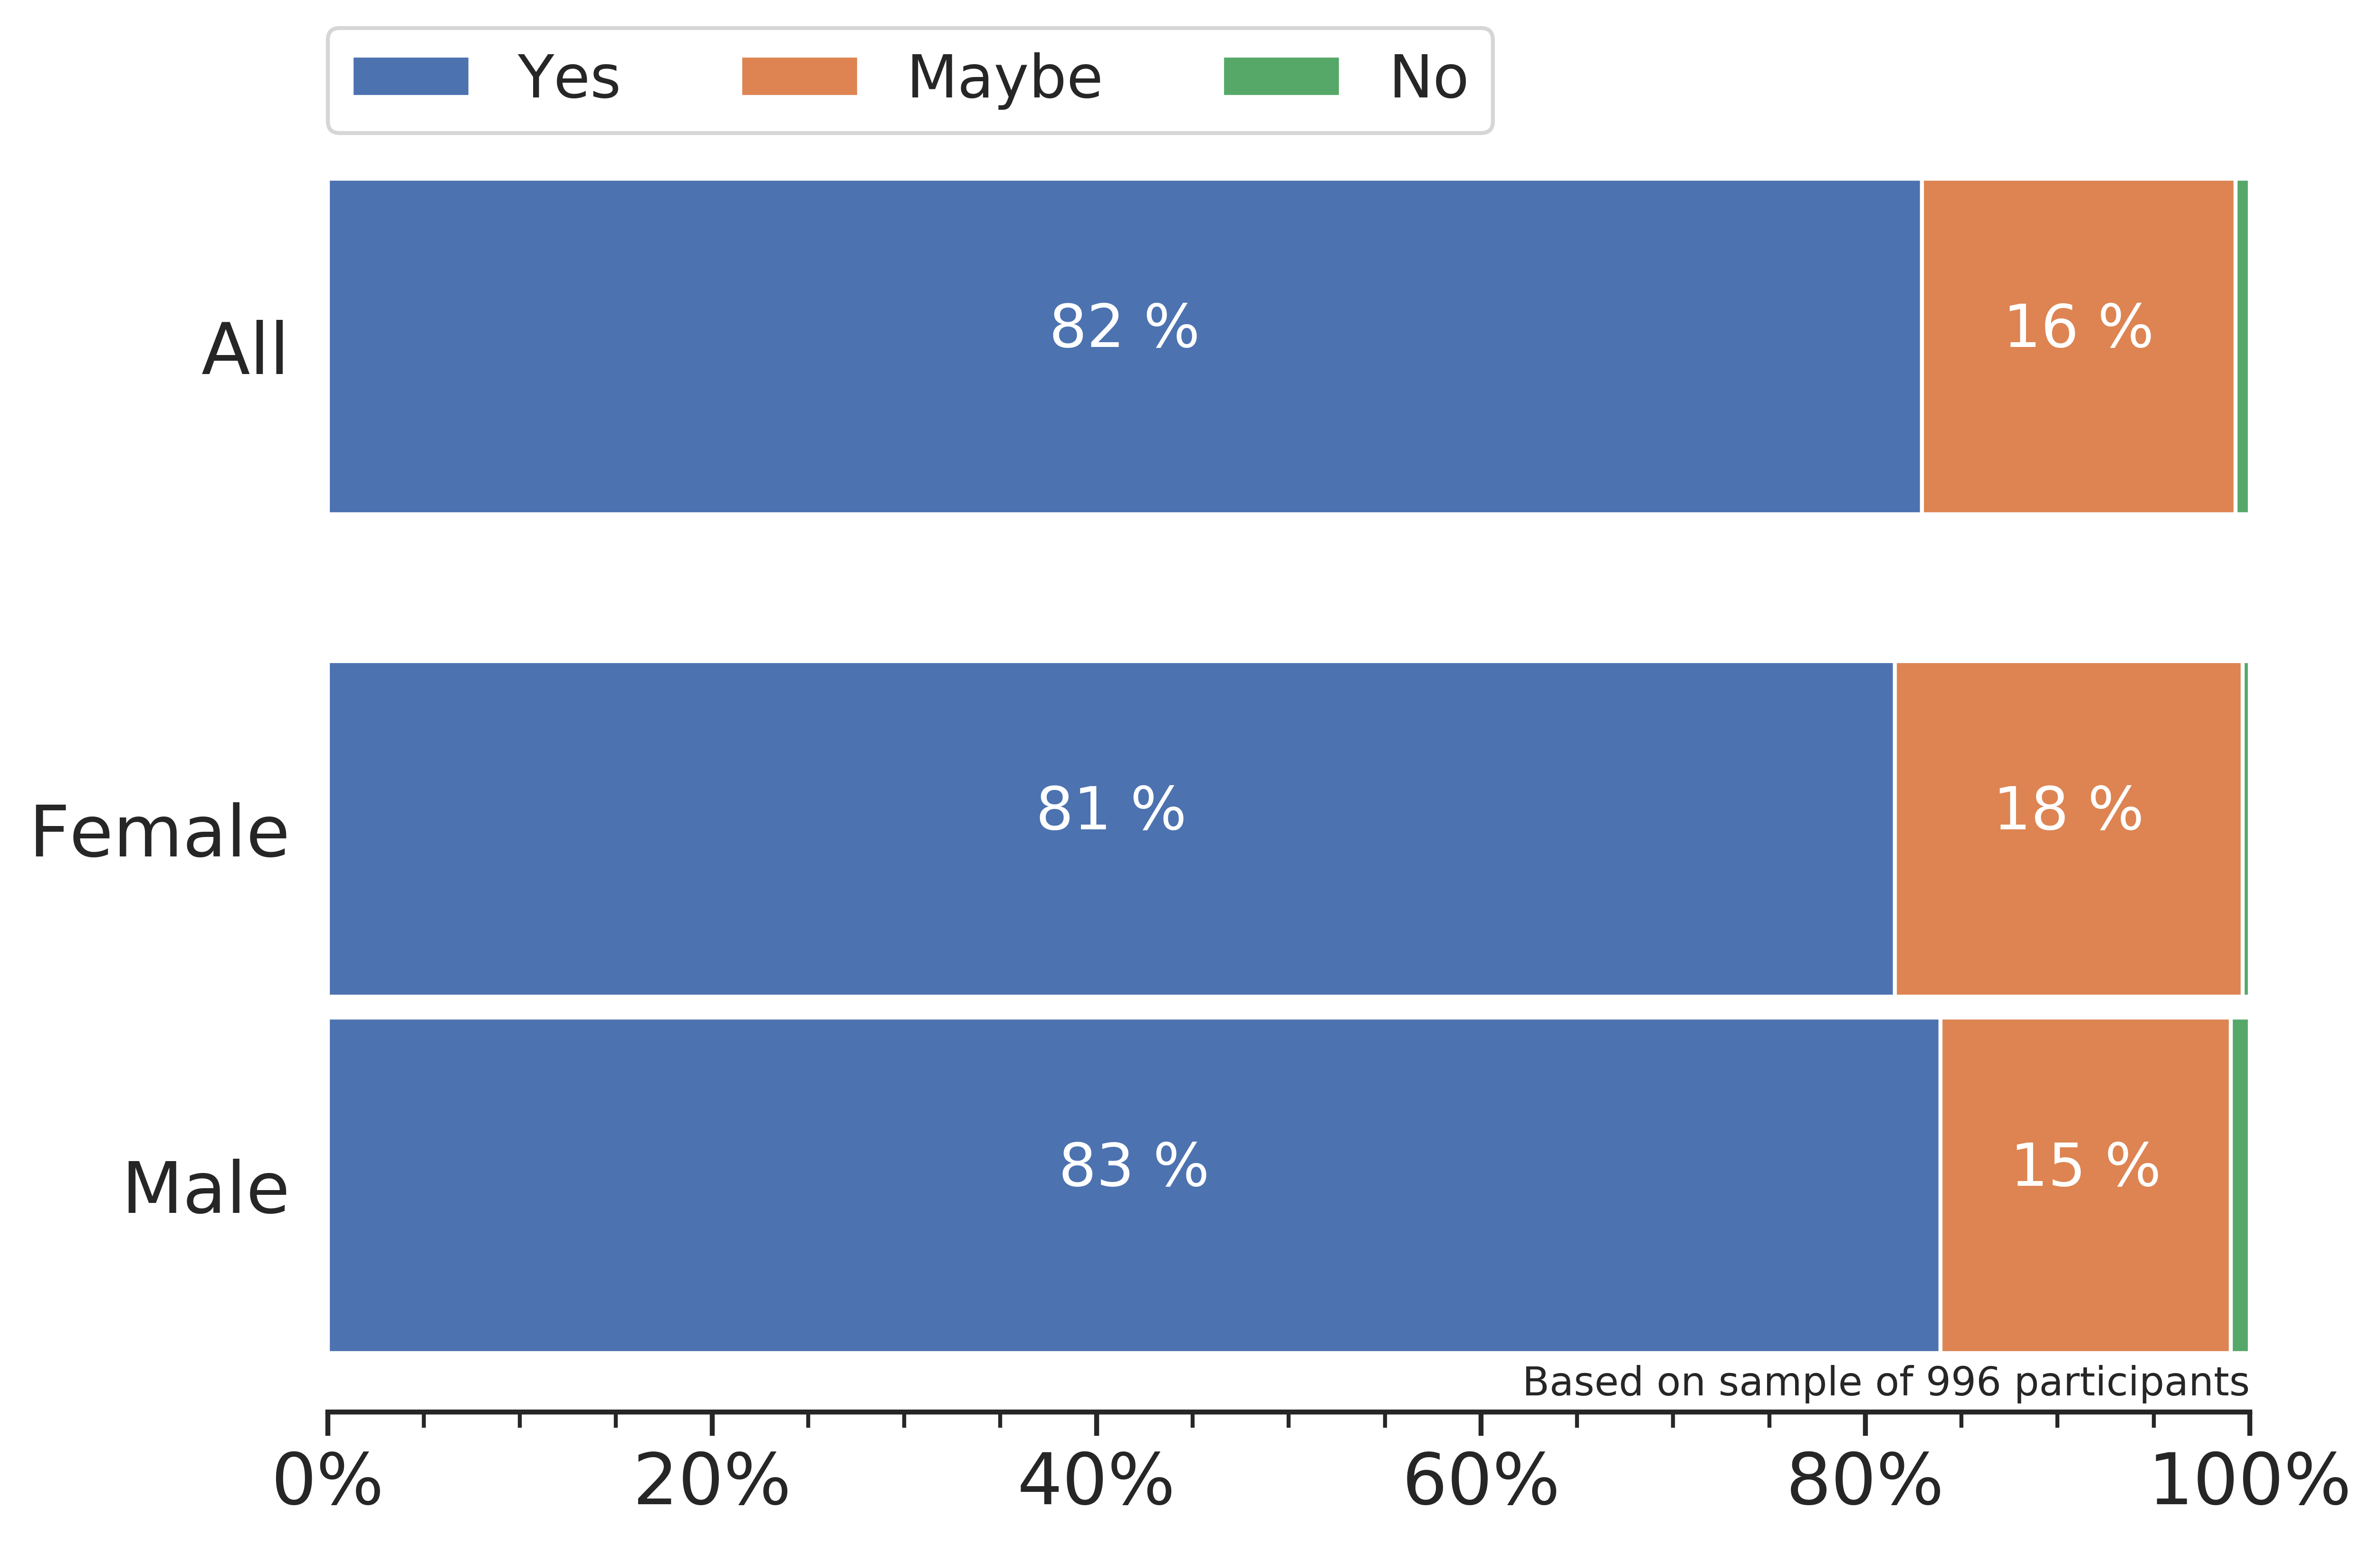 Yes Maybe No
All
82 % 16 %
Female
81 % 18 %
Male
83 % 15 %
Based on sample of 996 participants
0% 20% 40% 60% 80% 100%